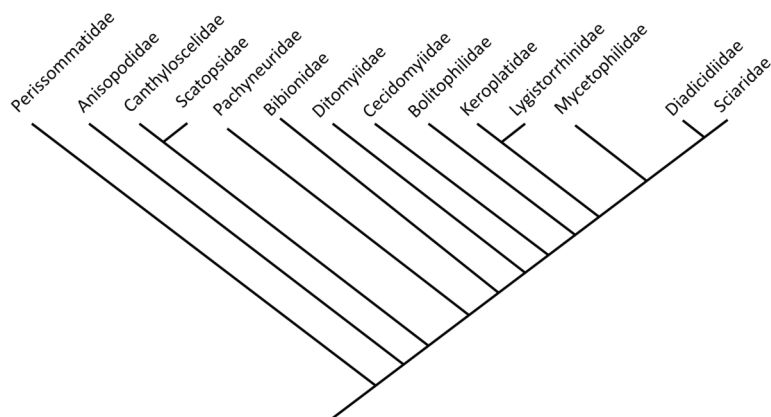 Perissommatidae
Anisopodidae
Canthyloscelidae
Scatopsidae
Pachyneuridae
Bibionidae
Ditomyiidae
Cecidomyiidae
Bolitophilidae
Keroplatidae
Lygistorrhinidae
Mycetophilidae
Diadicidiidae
Sciaridae